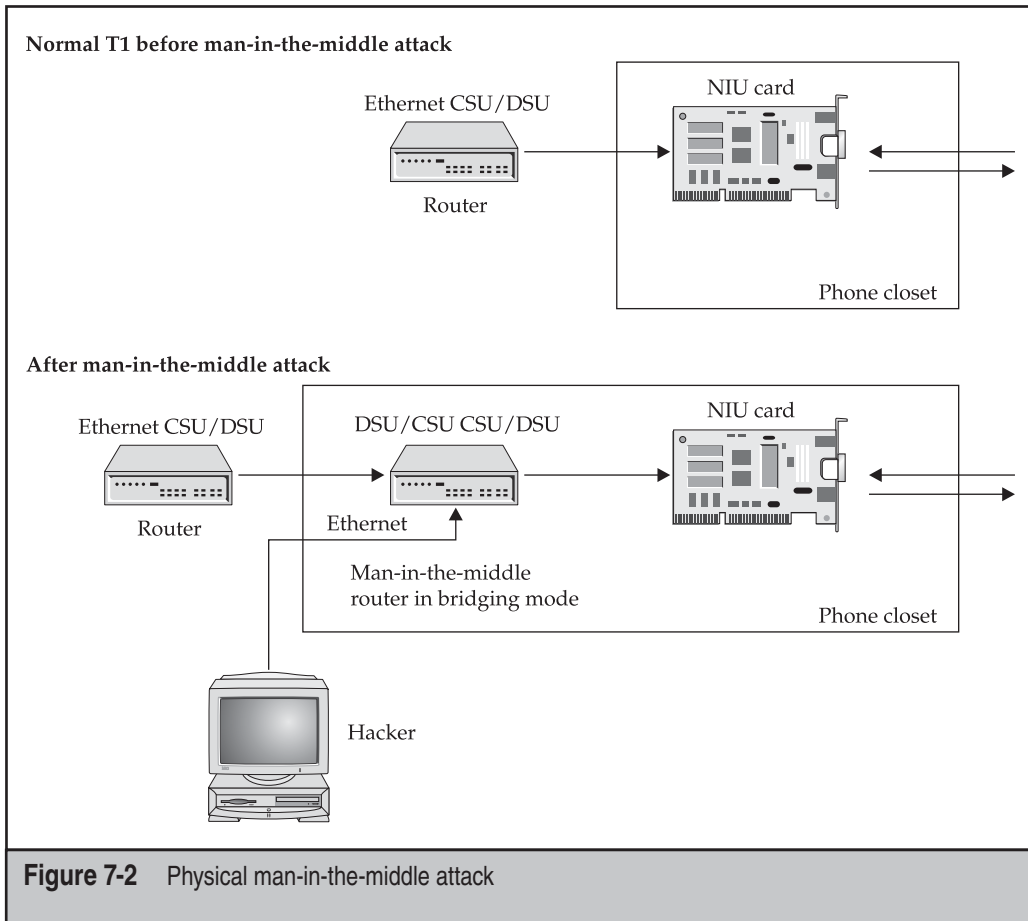 Normal T1 before man-in-the-middle attack
NIU card
Ethernet CSU/DSU
Router
Phone closet
After man-in-the-middle attack
NIU card
Ethernet CSU/DSU
DSU/CSU CSU/DSU
Ethernet
Router
Man-in-the-middle
router in bridging mode
Phone closet
Hacker
Figure 7-2 Physical man-in-the-middle attack